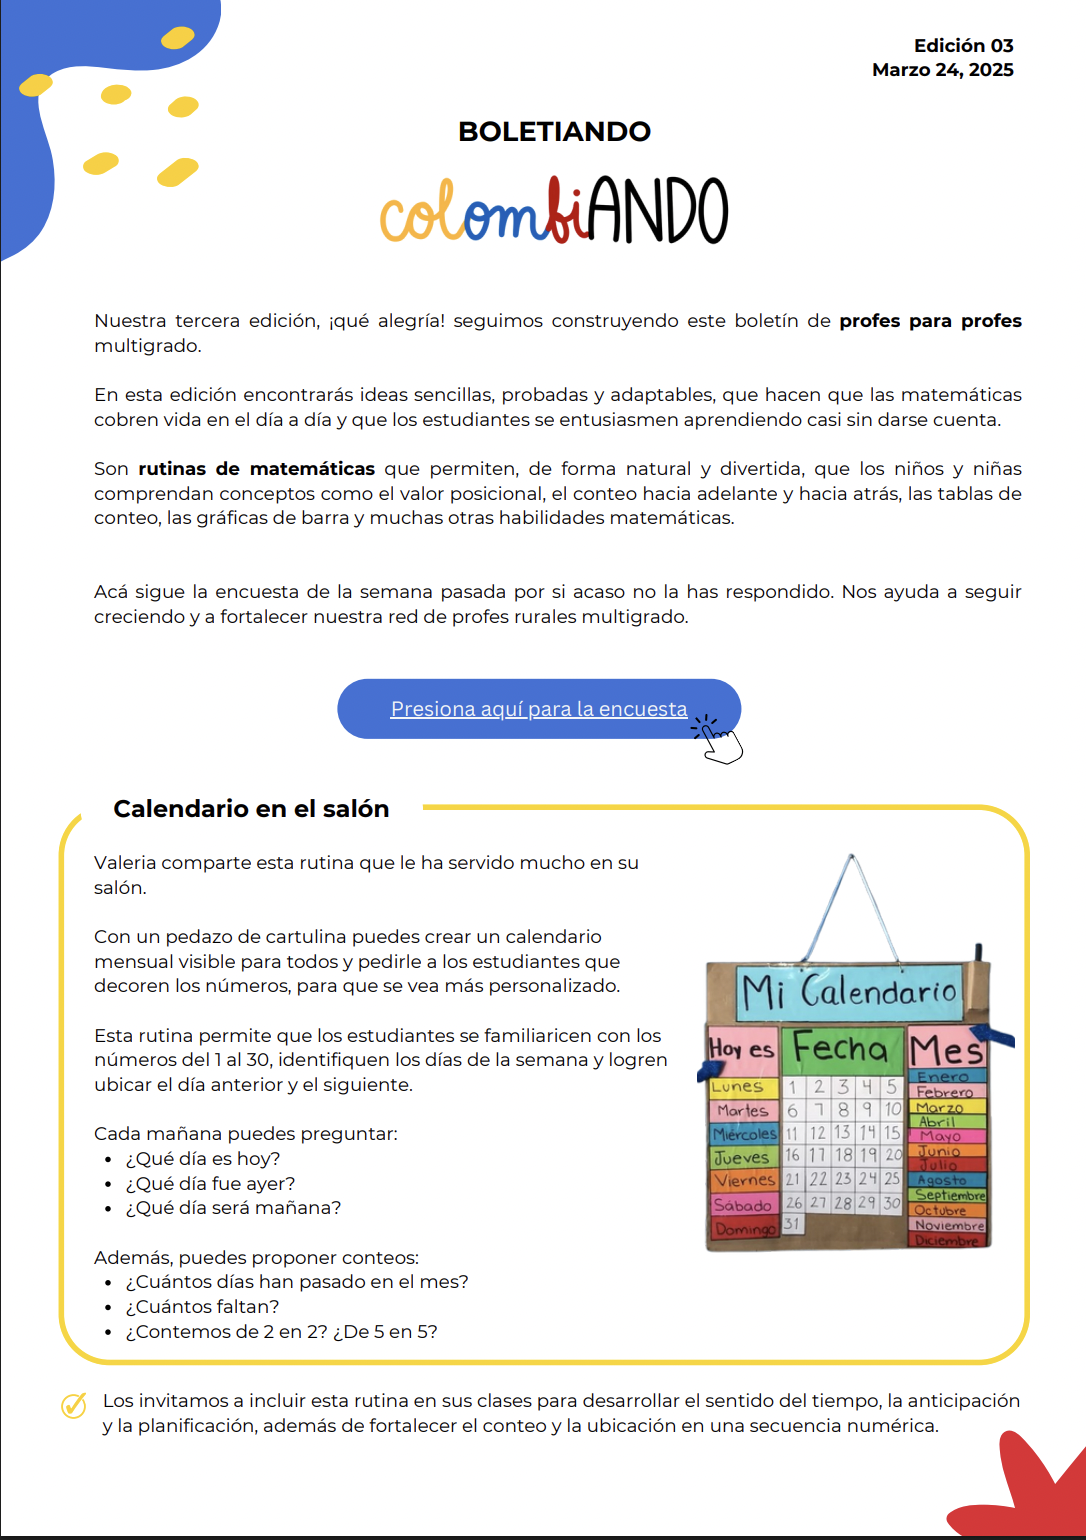 Edición 03
Marzo 24, 2025
BOLETIANDO
colombiANDO
Nuestra tercera edición, ¡qué alegría! seguimos construyendo este boletín de profes para profes
multigrado.
En esta edición encontrarás ideas sencillas, probadas y adaptables, que hacen que las matemáticas
cobren vida en el día a día y que los estudiantes se entusiasmen aprendiendo casi sin darse cuenta.
Son rutinas de matemáticas que permiten, de forma natural y divertida, que los niños y niñas
comprendan conceptos como el valor posicional, el conteo hacia adelante y hacia atrás, las tablas de
conteo, las gráficas de barra y muchas otras habilidades matemáticas.
Acá sigue la encuesta de la semana pasada por si acaso no la has respondido. Nos ayuda a seguir
creciendo y a fortalecer nuestra red de profes rurales multigrado.
Presiona aquí para la encuesta
Calendario en el salón
Valeria comparte esta rutina que le ha servido mucho en su
salón.
Con un pedazo de cartulina puedes crear un calendario
mensual visible para todos y pedirle a los estudiantes que
decoren los números, para que se vea más personalizado.
Esta rutina permite que los estudiantes se familiaricen con los
números del 1 al 30, identifiquen los días de la semana y logren
ubicar el día anterior y el siguiente.
Cada mañana puedes preguntar:
• ¿Qué día es hoy?
• ¿Qué día fue ayer?
• ¿Qué día será mañana?
Además, puedes proponer conteos:
• ¿Cuántos días han pasado en el mes?
• ¿Cuántos faltan?
• ¿Contemos de 2 en 2? ¿De 5 en 5?
Mi Calendario
Hoy es
Lunes
Martes
Miércoles
Jueves
Viernes
Sábado
Domingo
Fecha
1 2 3 4 5
6 7 8 9 10
11 12 13 14 15
16 17 18 19 20
21 22 23 24 25
26 27 28 29 30
31
Mes
Enero
Febrero
Marzo
Abril
Mayo
Junio
Julio
Agosto
Septiembre
Octubre
Noviembre
Diciembre
Los invitamos a incluir esta rutina en sus clases para desarrollar el sentido del tiempo, la anticipación
y la planificación, además de fortalecer el conteo y la ubicación en una secuencia numérica.